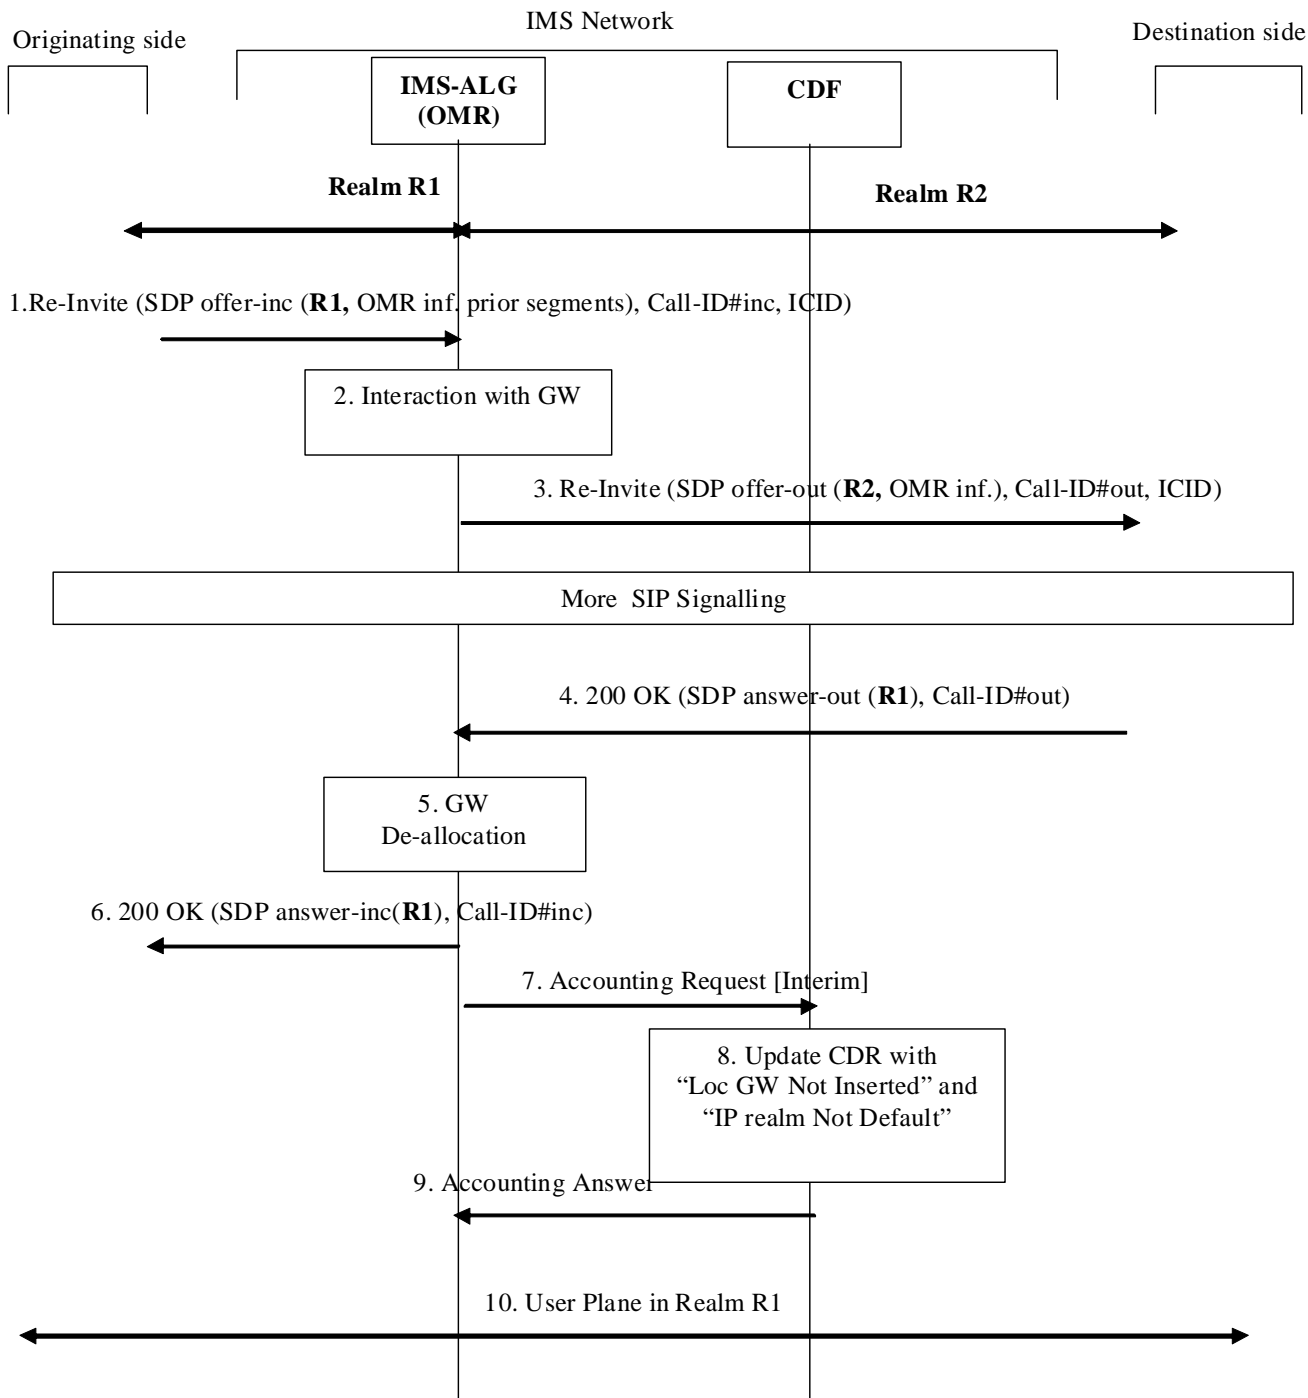 IMS Network
Originating side
Destination side
IMS-ALG
(OMR)
CDF
Realm R1
Realm R2
1.Re-Invite (SDP offer-inc (R1, OMR inf. prior segments), Call-ID#inc, ICID)
2. Interaction with GW
3. Re-Invite (SDP offer-out (R2, OMR inf.), Call-ID#out, ICID)
More SIP Signalling
4. 200 OK (SDP answer-out (R1), Call-ID#out)
5. GW
De-allocation
6. 200 OK (SDP answer-inc(R1), Call-ID#inc)
7. Accounting Request [Interim]
8. Update CDR with
“Loc GW Not Inserted” and
“IP realm Not Default”
9. Accounting Answer
10. User Plane in Realm R1